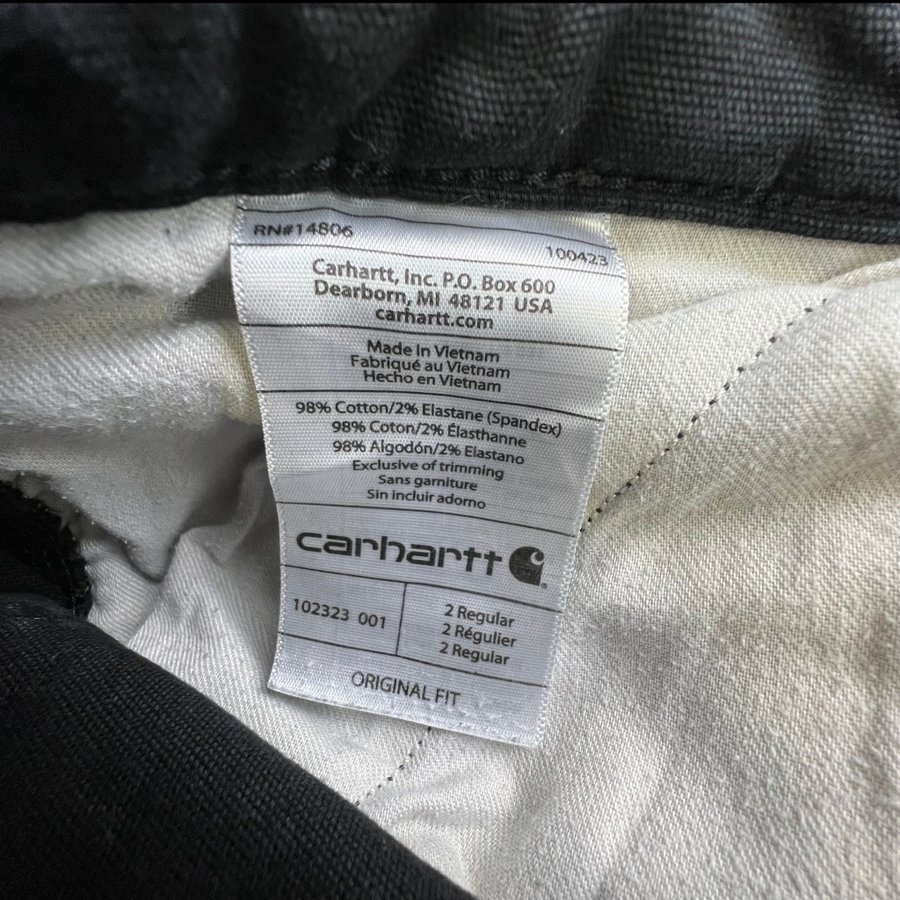 RN#14806
100423
Carhartt, Inc. P.O. Box 600
Dearborn, MI 48121 USA
carhartt.com
Made In Vietnam
Fabriqué au Vietnam
Hecho en Vietnam
98% Cotton/2% Elastane (Spandex)
98% Coton/2% Élasthanne
98% Algodón/2% Elastano
Exclusive of trimming
Sans garniture
Sin incluir adorno
carhartt
102323 001
2 Regular
2 Régulier
2 Regular
ORIGINAL FIT